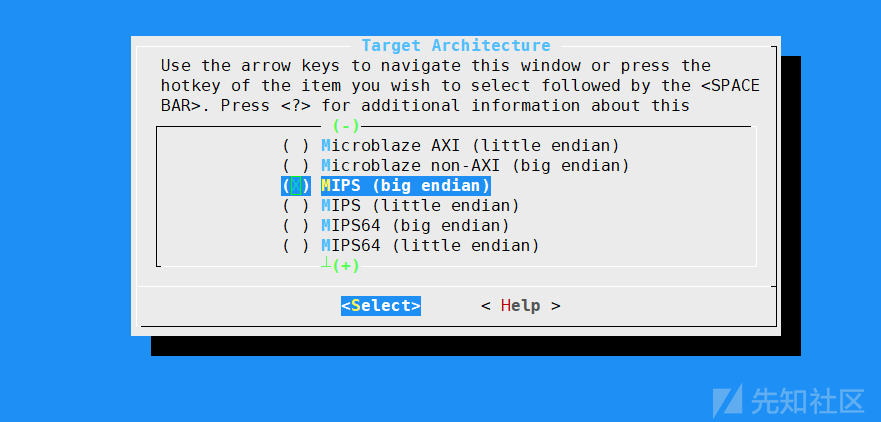 Target Architecture
Use the arrow keys to navigate this window or press the
hotkey of the item you wish to select followed by the <SPACE
BAR>. Press <?> for additional information about this
(-)
( ) Microblaze AXI (little endian)
( ) Microblaze non-AXI (big endian)
(X) MIPS (big endian)
( ) MIPS (little endian)
( ) MIPS64 (big endian)
( ) MIPS64 (little endian)
┴(+)
<Select> < Help >
先知社区